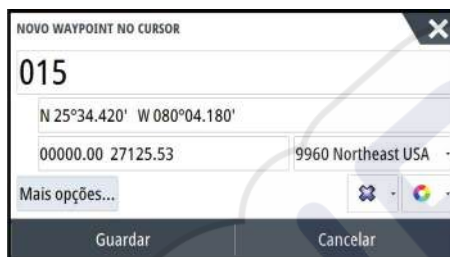 NOVO WAYPOINT NO CURSOR
015
N 25°34.420' W 080°04.180'
00000.00 27125.53 9960 Northeast USA
Mais opções...
Guardar Cancelar